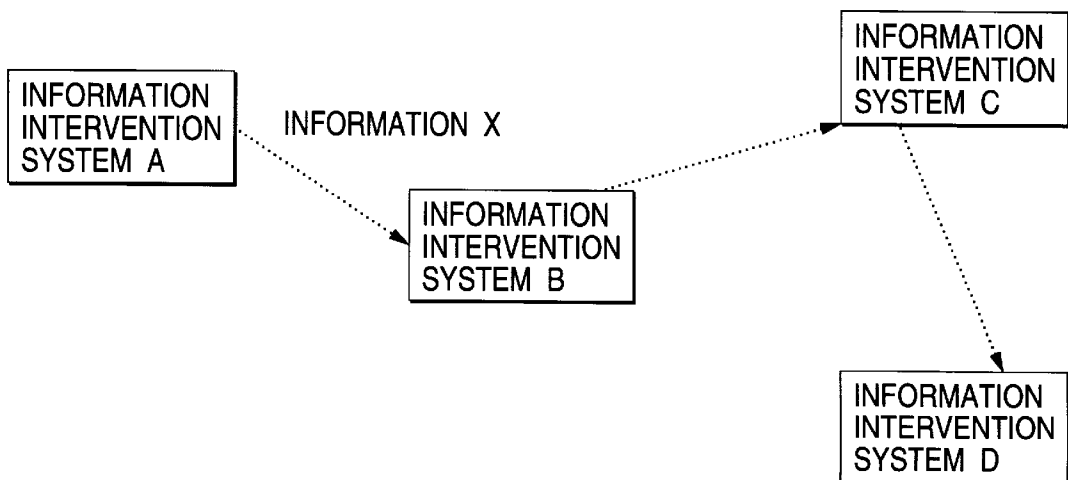 INFORMATION
INTERVENTION
SYSTEM A
INFORMATION X
INFORMATION
INTERVENTION
SYSTEM B
INFORMATION
INTERVENTION
SYSTEM C
INFORMATION
INTERVENTION
SYSTEM D